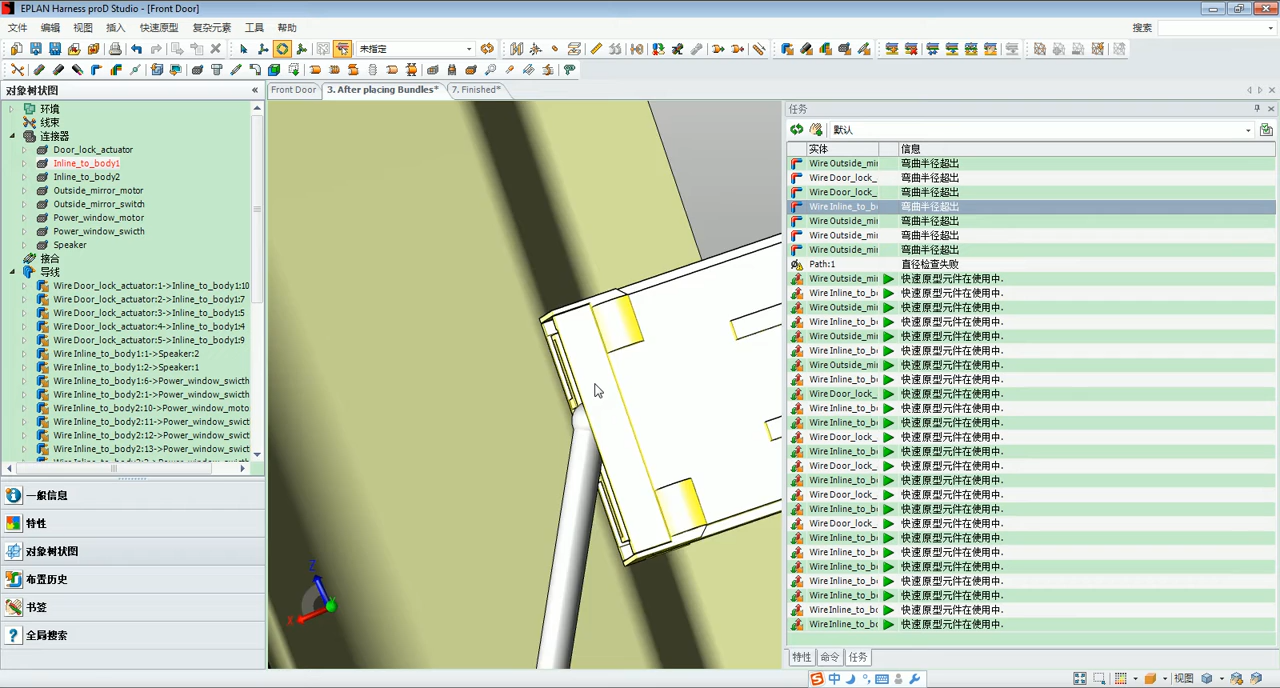 EPLAN Harness proD Studio - [Front Door]
文件 编辑 视图 插入 快速原型 复杂元素 工具 帮助 搜索
未指定
对象树状图 «
Front Door 3. After placing Bundles* 7. Finished*
任务
环境
线束
连接器
Door_lock_actuator
Inline_to_body1
Inline_to_body2
Outside_mirror_motor
Outside_mirror_switch
Power_window_motor
Power_window_swicth
Speaker
接合
导线
Wire Door_lock_actuator:1->Inline_to_body1:10
Wire Door_lock_actuator:2->Inline_to_body1:7
Wire Door_lock_actuator:3->Inline_to_body1:5
Wire Door_lock_actuator:4->Inline_to_body1:4
Wire Door_lock_actuator:5->Inline_to_body1:9
Wire Inline_to_body1:1->Speaker:2
Wire Inline_to_body1:2->Speaker:1
Wire Inline_to_body1:6->Power_window_swicth
Wire Inline_to_body2:1->Power_window_swicth
Wire Inline_to_body2:10->Power_window_moto
Wire Inline_to_body2:11->Power_window_swict
Wire Inline_to_body2:12->Power_window_swict
Wire Inline_to_body2:13->Power_window_swict
一般信息
特性
对象树状图
布置历史
书签
全局搜索
Z
X
默认
实体 信息
Wire Outside_mi 弯曲半径超出
Wire Door_lock_ 弯曲半径超出
Wire Door_lock_ 弯曲半径超出
Wire Inline_to_b 弯曲半径超出
Wire Outside_mi 弯曲半径超出
Wire Outside_mi 弯曲半径超出
Wire Outside_mi 弯曲半径超出
Path:1 直径检查失败
Wire Outside_mi 快速原型元件在使用中.
Wire Inline_to_b 快速原型元件在使用中.
Wire Outside_mi 快速原型元件在使用中.
Wire Inline_to_b 快速原型元件在使用中.
Wire Outside_mi 快速原型元件在使用中.
Wire Inline_to_b 快速原型元件在使用中.
Wire Outside_mi 快速原型元件在使用中.
Wire Inline_to_b 快速原型元件在使用中.
Wire Door_lock_ 快速原型元件在使用中.
Wire Inline_to_b 快速原型元件在使用中.
Wire Inline_to_b 快速原型元件在使用中.
Wire Door_lock_ 快速原型元件在使用中.
Wire Inline_to_b 快速原型元件在使用中.
Wire Door_lock_ 快速原型元件在使用中.
Wire Inline_to_b 快速原型元件在使用中.
Wire Door_lock_ 快速原型元件在使用中.
Wire Inline_to_b 快速原型元件在使用中.
Wire Door_lock_ 快速原型元件在使用中.
Wire Inline_to_b 快速原型元件在使用中.
Wire Inline_to_b 快速原型元件在使用中.
Wire Inline_to_b 快速原型元件在使用中.
Wire Inline_to_b 快速原型元件在使用中.
Wire Inline_to_b 快速原型元件在使用中.
Wire Inline_to_b 快速原型元件在使用中.
Wire Inline_to_b 快速原型元件在使用中.
特性 命令 任务
中 视图